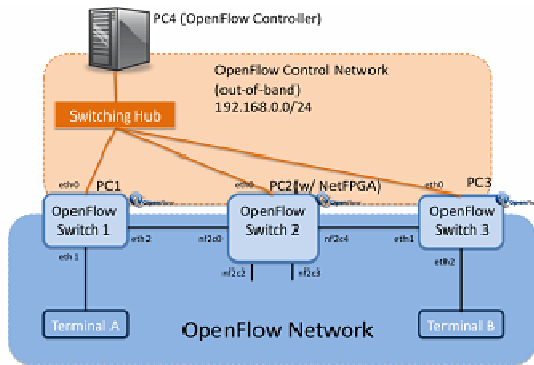 PC4 (OpenFlow Controller)
OpenFlow Control Network
(out-of-band)
192.168.0.0/24
Switching Hub
eth0
PC1
eth0
PC2(w/ NetFPGA)
eth0
PC3
OpenFlow
Switch 1
OpenFlow
Switch 2
OpenFlow
Switch 3
eth2
nf2c0
nf2c4
eth1
eth1
nf2c2
nf2c3
eth2
Terminal A
OpenFlow Network
Terminal B